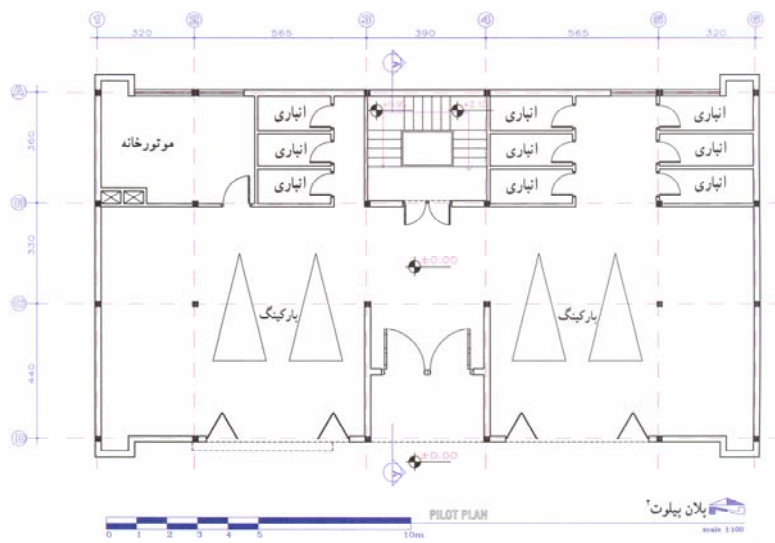 1 2 3 4 5 6
320 565 390 565 320
A
360
B
330
C
440
انباری انباری انباری
موتورخانه
انباری انباری انباری
انباری انباری انباری
±0.00
پارکینگ پارکینگ
±0.00
PILOT PLAN
پلان پیلوت۲
scale 1:100
0 1 2 3 4 5 10m